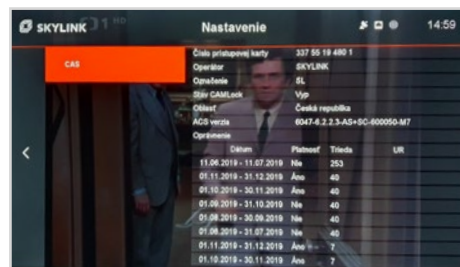 SKYLINK
1 HD
Nastavenie
14:59
CAS
Číslo prístupovej karty 337 55 19 480 1
Operátor SKYLINK
Označenie SL
Stav CAMLock Vyp
Oblasť Česká republika
ACS verzia 6047-6.2.2.3-AS+SC-600050-M7
Oprávnenie
Dátum Platnosť Trieda UR
11.06.2019 - 11.07.2019 Nie 253
01.11.2019 - 31.12.2019 Áno 40
01.10.2019 - 30.11.2019 Áno 40
01.09.2019 - 31.10.2019 Nie 40
01.08.2019 - 30.09.2019 Nie 40
01.06.2019 - 31.07.2019 Nie 40
01.11.2019 - 31.12.2019 Áno 7
01.10.2019 - 30.11.2019 Áno 7